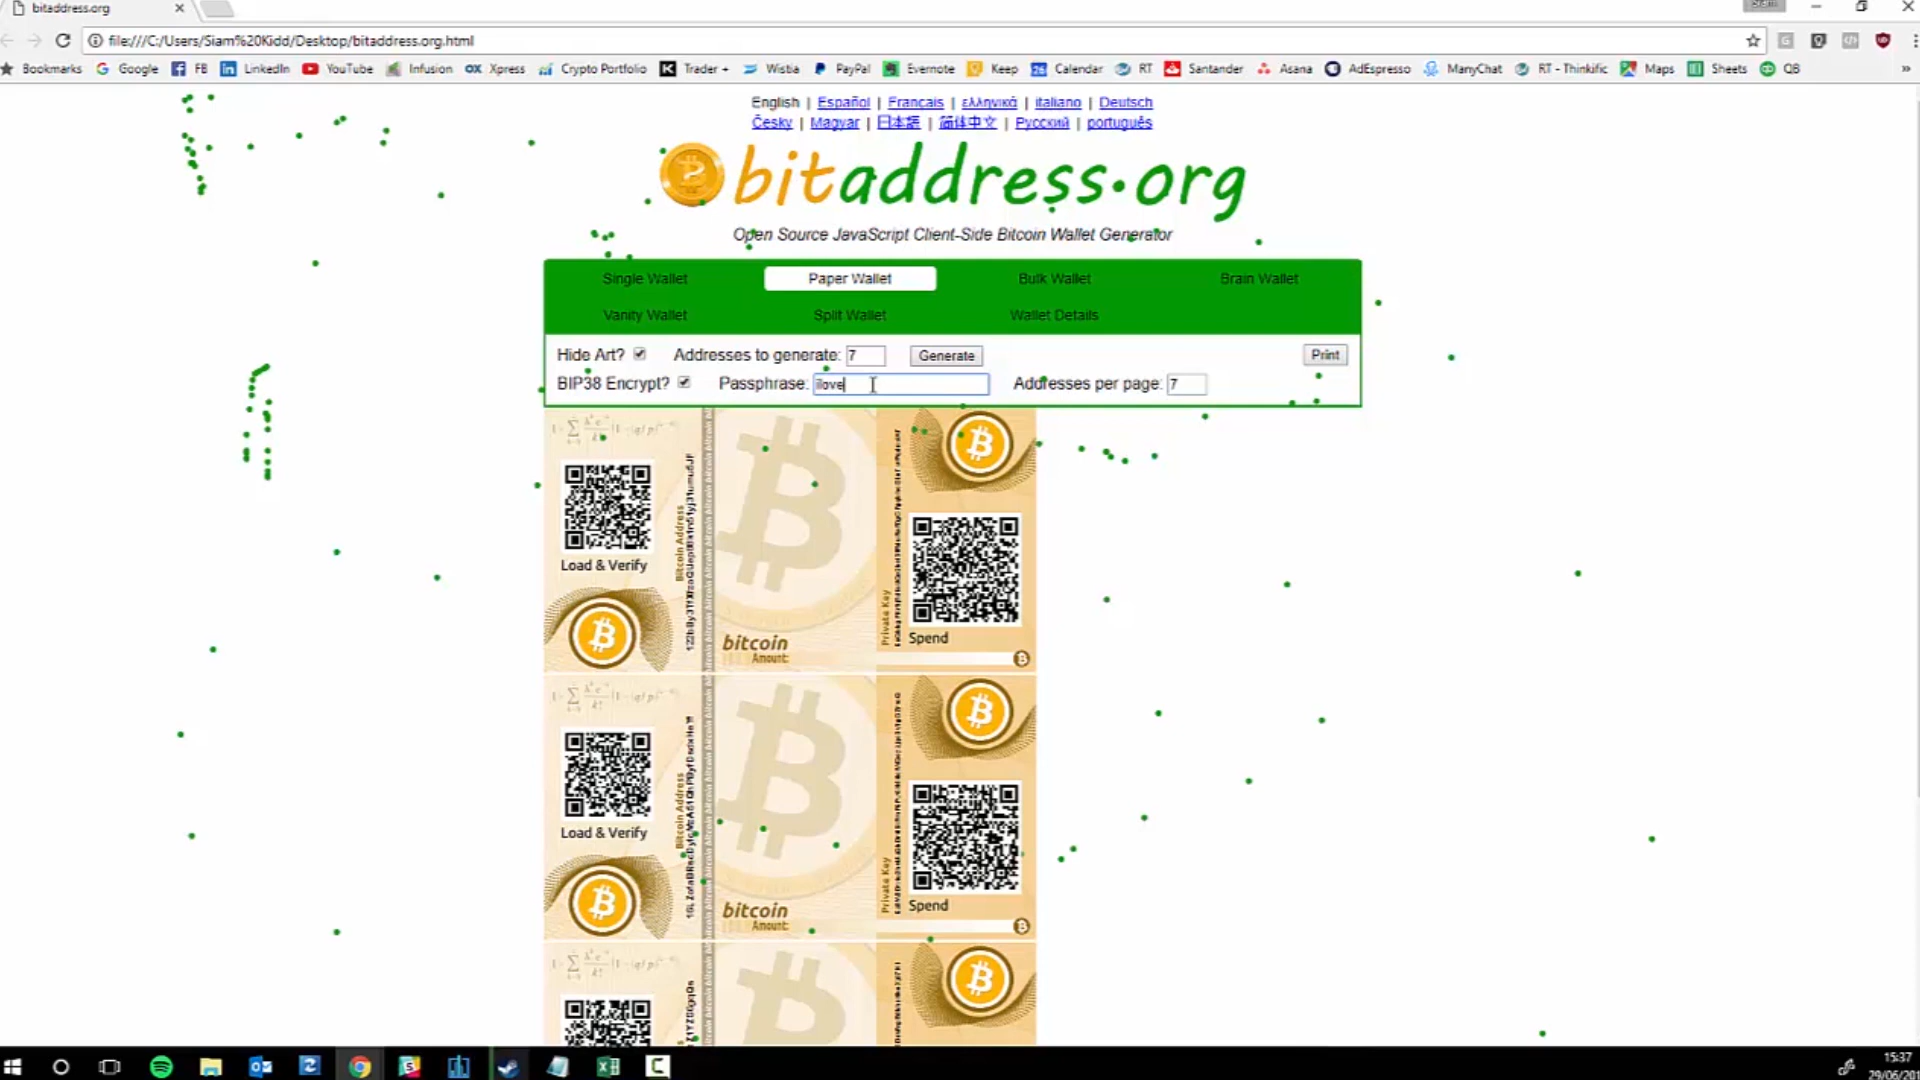 bitaddress.org
file:///C:/Users/Siam%20Kidd/Desktop/bitaddress.org.html
Bookmarks Google FB LinkedIn YouTube Infusion Xpress Crypto Portfolio Trader + Wistia PayPal Evernote Keep Calendar RT Santander Asana AdEspresso ManyChat RT - Thinkific Maps Sheets QB »
English | Español | Français | ελληνικά | italiano | Deutsch
Česky | Magyar | 日本語 | 简体中文 | Русский | português
bitaddress.org
Open Source JavaScript Client-Side Bitcoin Wallet Generator
Single Wallet Paper Wallet Bulk Wallet Brain Wallet
Vanity Wallet Split Wallet Wallet Details
Hide Art? Addresses to generate: 7 Generate Print
BIP38 Encrypt? Passphrase: ilove Addresses per page: 7
Load & Verify
Bitcoin Address
bitcoin
Amount:
Private Key
Spend
Load & Verify
Bitcoin Address
bitcoin
Amount:
Private Key
Spend
15:37